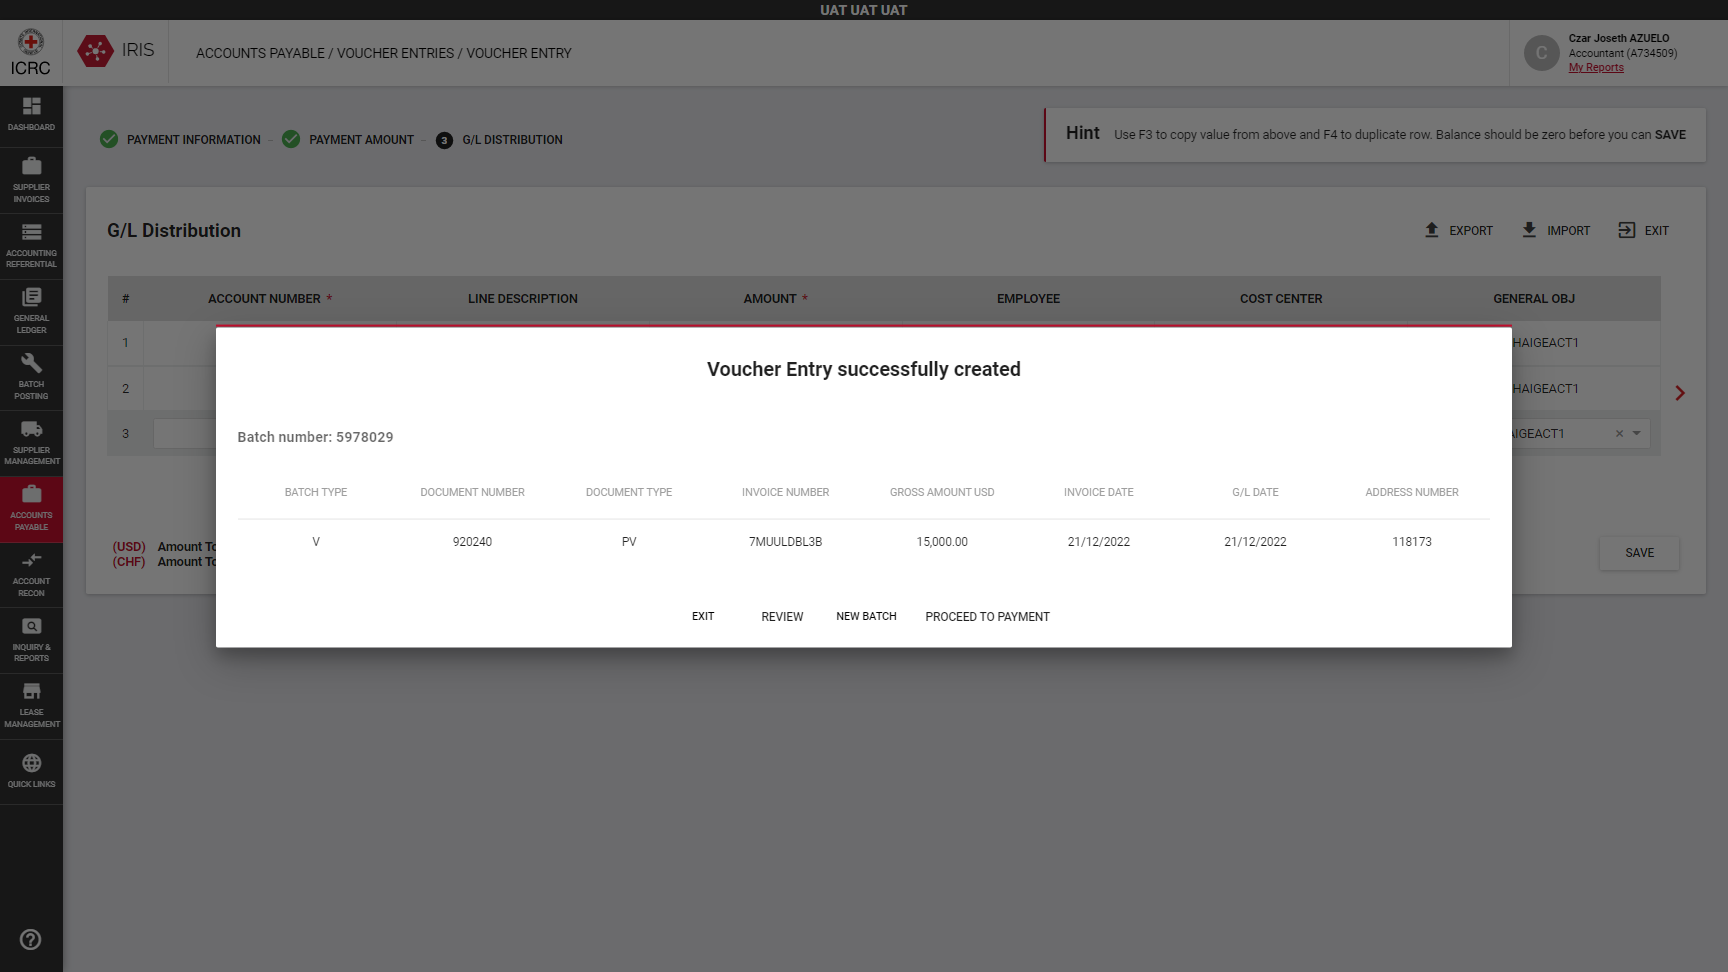 UAT UAT UAT
ICRC
IRIS
ACCOUNTS PAYABLE / VOUCHER ENTRIES / VOUCHER ENTRY
C
Czar Joseth AZUELO
Accountant (A734509)
My Reports
DASHBOARD
SUPPLIER
INVOICES
ACCOUNTING
REFERENTIAL
GENERAL
LEDGER
BATCH
POSTING
SUPPLIER
MANAGEMENT
ACCOUNTS
PAYABLE
ACCOUNT
RECON
INQUIRY &
REPORTS
LEASE
MANAGEMENT
QUICK LINKS
PAYMENT INFORMATION – PAYMENT AMOUNT – 3 G/L DISTRIBUTION
Hint Use F3 to copy value from above and F4 to duplicate row. Balance should be zero before you can SAVE
G/L Distribution
EXPORT IMPORT EXIT
# ACCOUNT NUMBER * LINE DESCRIPTION AMOUNT * EMPLOYEE COST CENTER GENERAL OBJ
1 HAIGEACT1
2 HAIGEACT1
3 AIGEACT1 ×
(USD) Amount To
(CHF) Amount To
SAVE
Voucher Entry successfully created
Batch number: 5978029
BATCH TYPE DOCUMENT NUMBER DOCUMENT TYPE INVOICE NUMBER GROSS AMOUNT USD INVOICE DATE G/L DATE ADDRESS NUMBER
V 920240 PV 7MUULDBL3B 15,000.00 21/12/2022 21/12/2022 118173
EXIT REVIEW NEW BATCH PROCEED TO PAYMENT